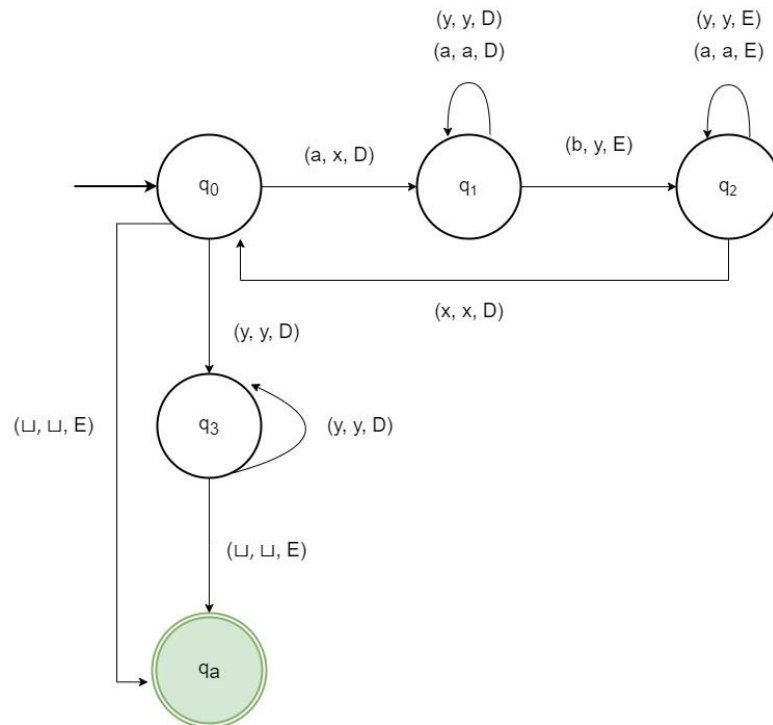 (y, y, D)
(a, a, D)
(y, y, E)
(a, a, E)
(a, x, D)
(b, y, E)
q₀
q₁
q₂
(x, x, D)
(y, y, D)
q₃
(y, y, D)
(⊔, ⊔, E)
(⊔, ⊔, E)
qa